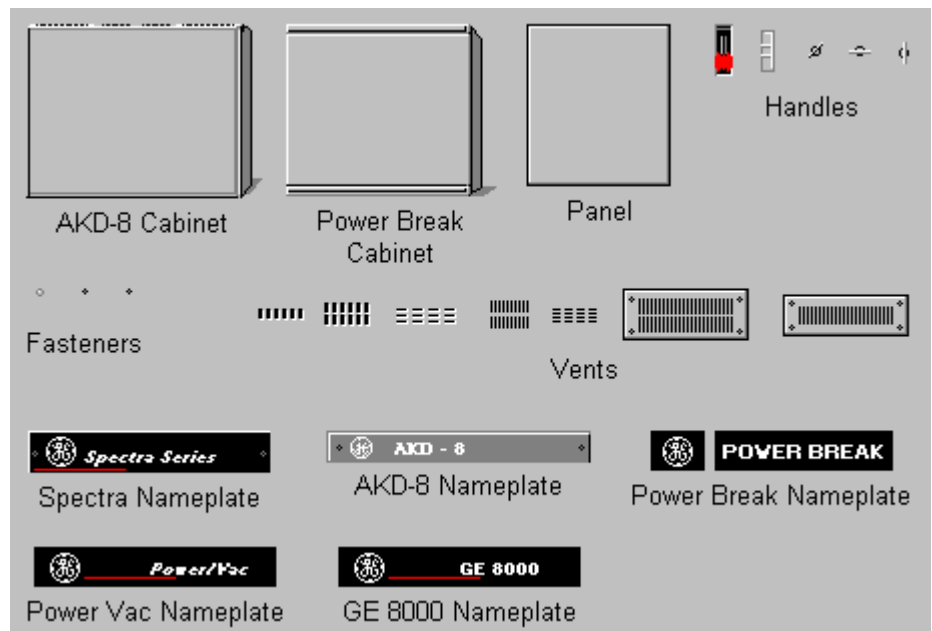 Handles
AKD-8 Cabinet
Power Break
Cabinet
Panel
Fasteners
Vents
Spectra Series
AKD - 8
POWER BREAK
Spectra Nameplate
AKD-8 Nameplate
Power Break Nameplate
Power/Vac
GE 8000
Power Vac Nameplate
GE 8000 Nameplate